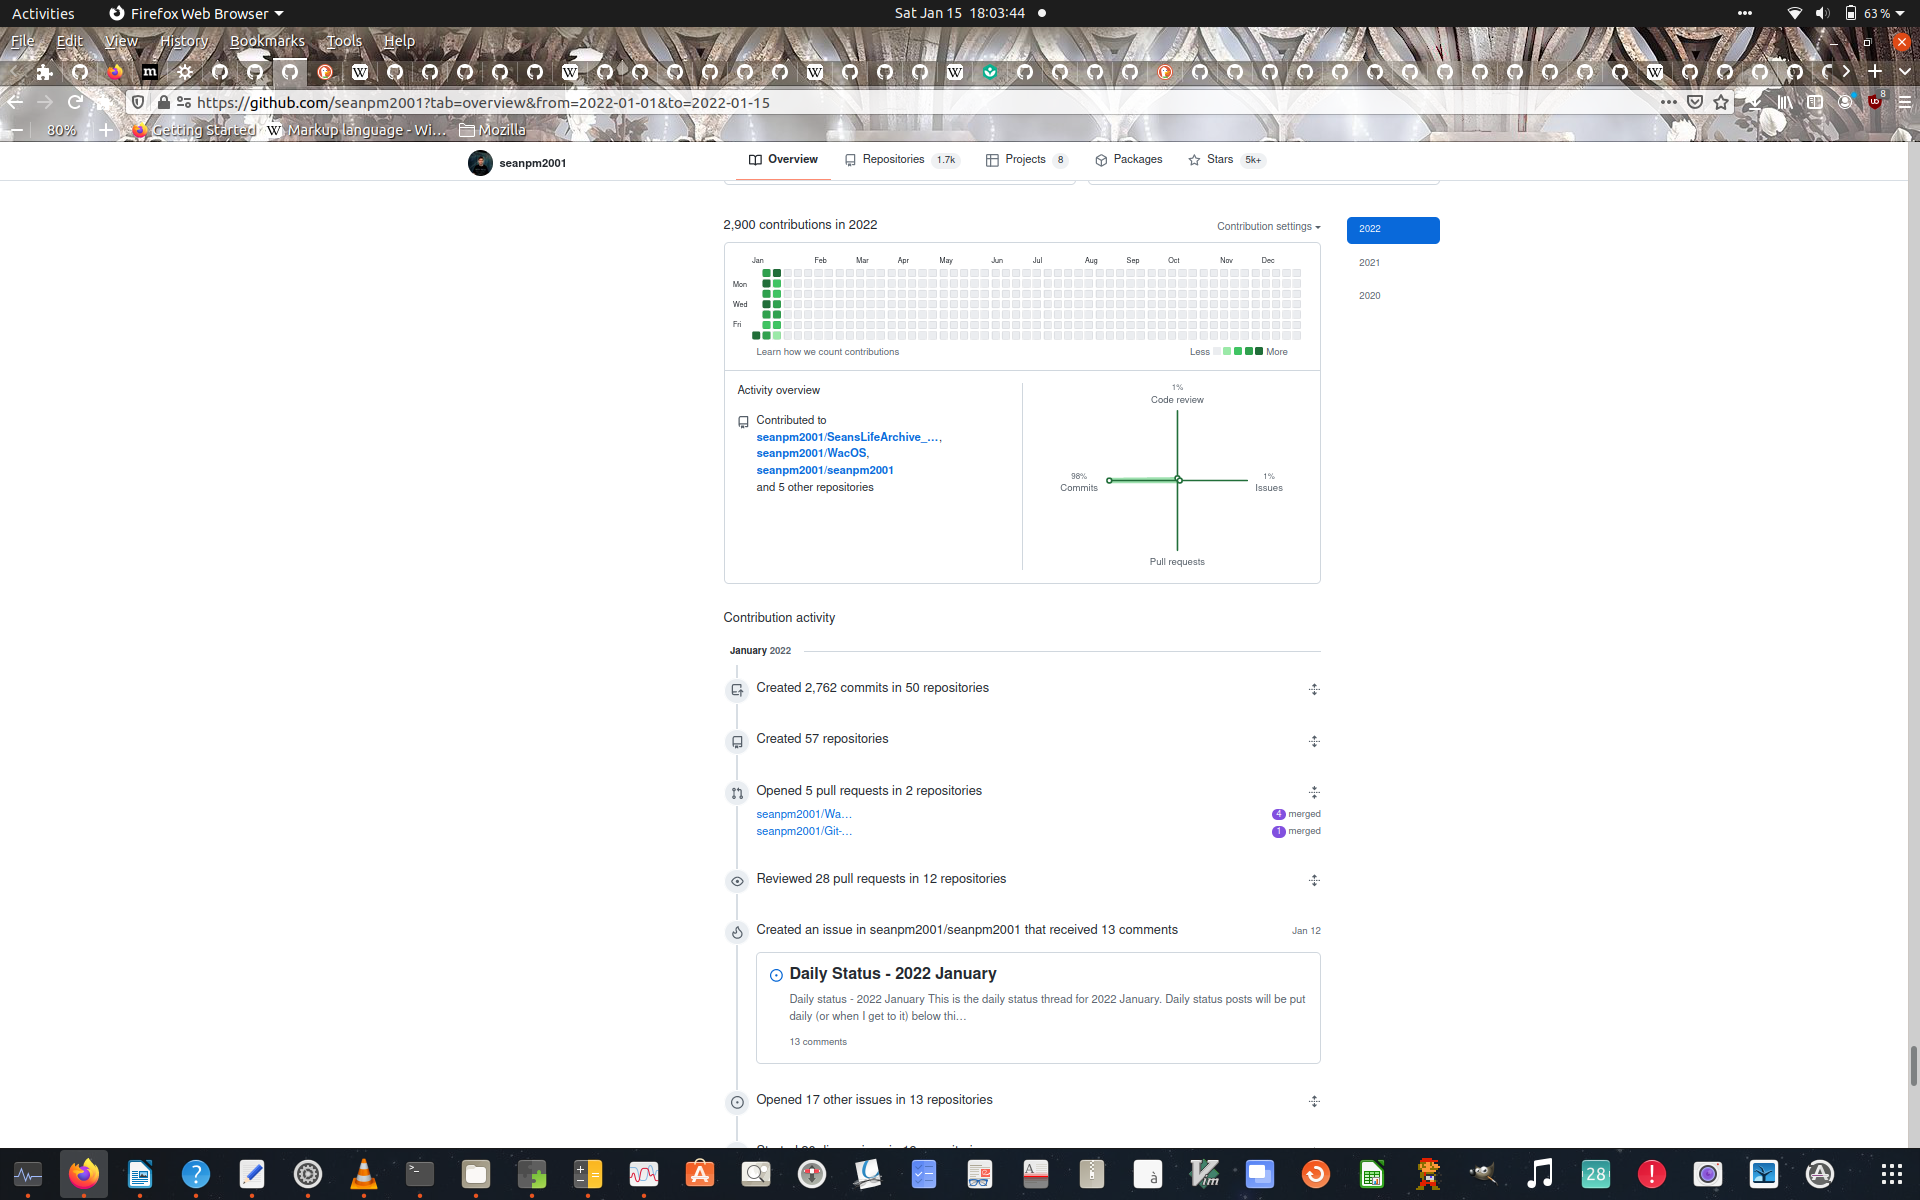 Activities
Firefox Web Browser
Sat Jan 15 18:03:44
63 %
File Edit View History Bookmarks Tools Help
https://github.com/seanpm2001?tab=overview&from=2022-01-01&to=2022-01-15
8
80%
Getting Started
Markup language - Wi…
Mozilla
seanpm2001
Overview
Repositories 1.7k
Projects 8
Packages
Stars 5k+
2,900 contributions in 2022
Contribution settings
2022
2021
2020
Jan Feb Mar Apr May Jun Jul Aug Sep Oct Nov Dec
Mon
Wed
Fri
Learn how we count contributions
Less
More
Activity overview
Contributed to
seanpm2001/SeansLifeArchive_…,
seanpm2001/WacOS,
seanpm2001/seanpm2001
and 5 other repositories
1%
Code review
98%
Commits
1%
Issues
Pull requests
Contribution activity
January 2022
Created 2,762 commits in 50 repositories
Created 57 repositories
Opened 5 pull requests in 2 repositories
seanpm2001/Wa…
4 merged
seanpm2001/Git-…
1 merged
Reviewed 28 pull requests in 12 repositories
Created an issue in seanpm2001/seanpm2001 that received 13 comments
Jan 12
Daily Status - 2022 January
Daily status - 2022 January This is the daily status thread for 2022 January. Daily status posts will be put
daily (or when I get to it) below thi…
13 comments
Opened 17 other issues in 13 repositories
28